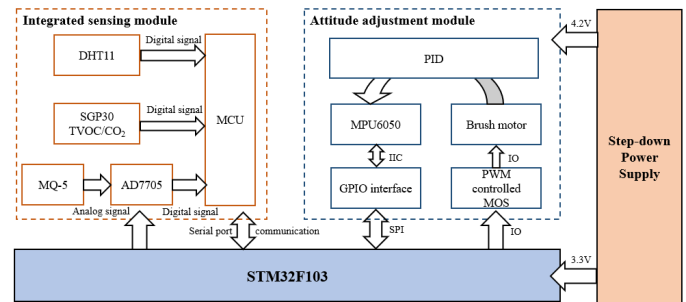 Integrated sensing module
DHT11
Digital signal
SGP30
TVOC/CO₂
Digital signal
MCU
MQ-5
AD7705
Analog signal
Digital signal
Serial port
communication
Attitude adjustment module
PID
MPU6050
Brush motor
IIC
IO
GPIO interface
PWM
controlled
MOS
SPI
IO
STM32F103
4.2V
3.3V
Step-down
Power
Supply